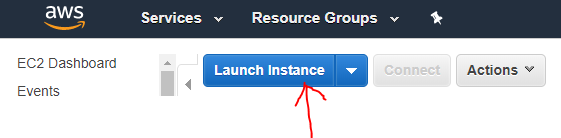 aws Services Resource Groups
EC2 Dashboard Launch Instance Connect Actions
Events